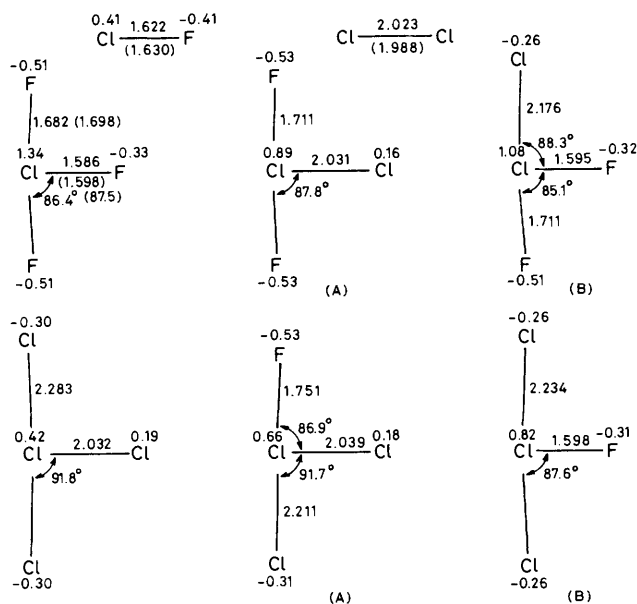 0.41 1.622 -0.41
Cl F
(1.630)
2.023
Cl Cl
(1.988)
-0.51
F
1.682 (1.698)
1.34 1.586 -0.33
Cl F
(1.598)
86.4° (87.5)
F
-0.51
-0.53
F
1.711
0.89 2.031 0.16
Cl Cl
87.8°
F
-0.53
(A)
-0.26
Cl
2.176
88.3°
1.08 1.595 -0.32
Cl F
85.1°
1.711
F
-0.51
(B)
-0.30
Cl
2.283
0.42 2.032 0.19
Cl Cl
91.8°
Cl
-0.30
-0.53
F
1.751
86.9°
0.66 2.039 0.18
Cl Cl
91.7°
2.211
Cl
-0.31
(A)
-0.26
Cl
2.234
0.82 1.598 -0.31
Cl F
87.6°
Cl
-0.26
(B)